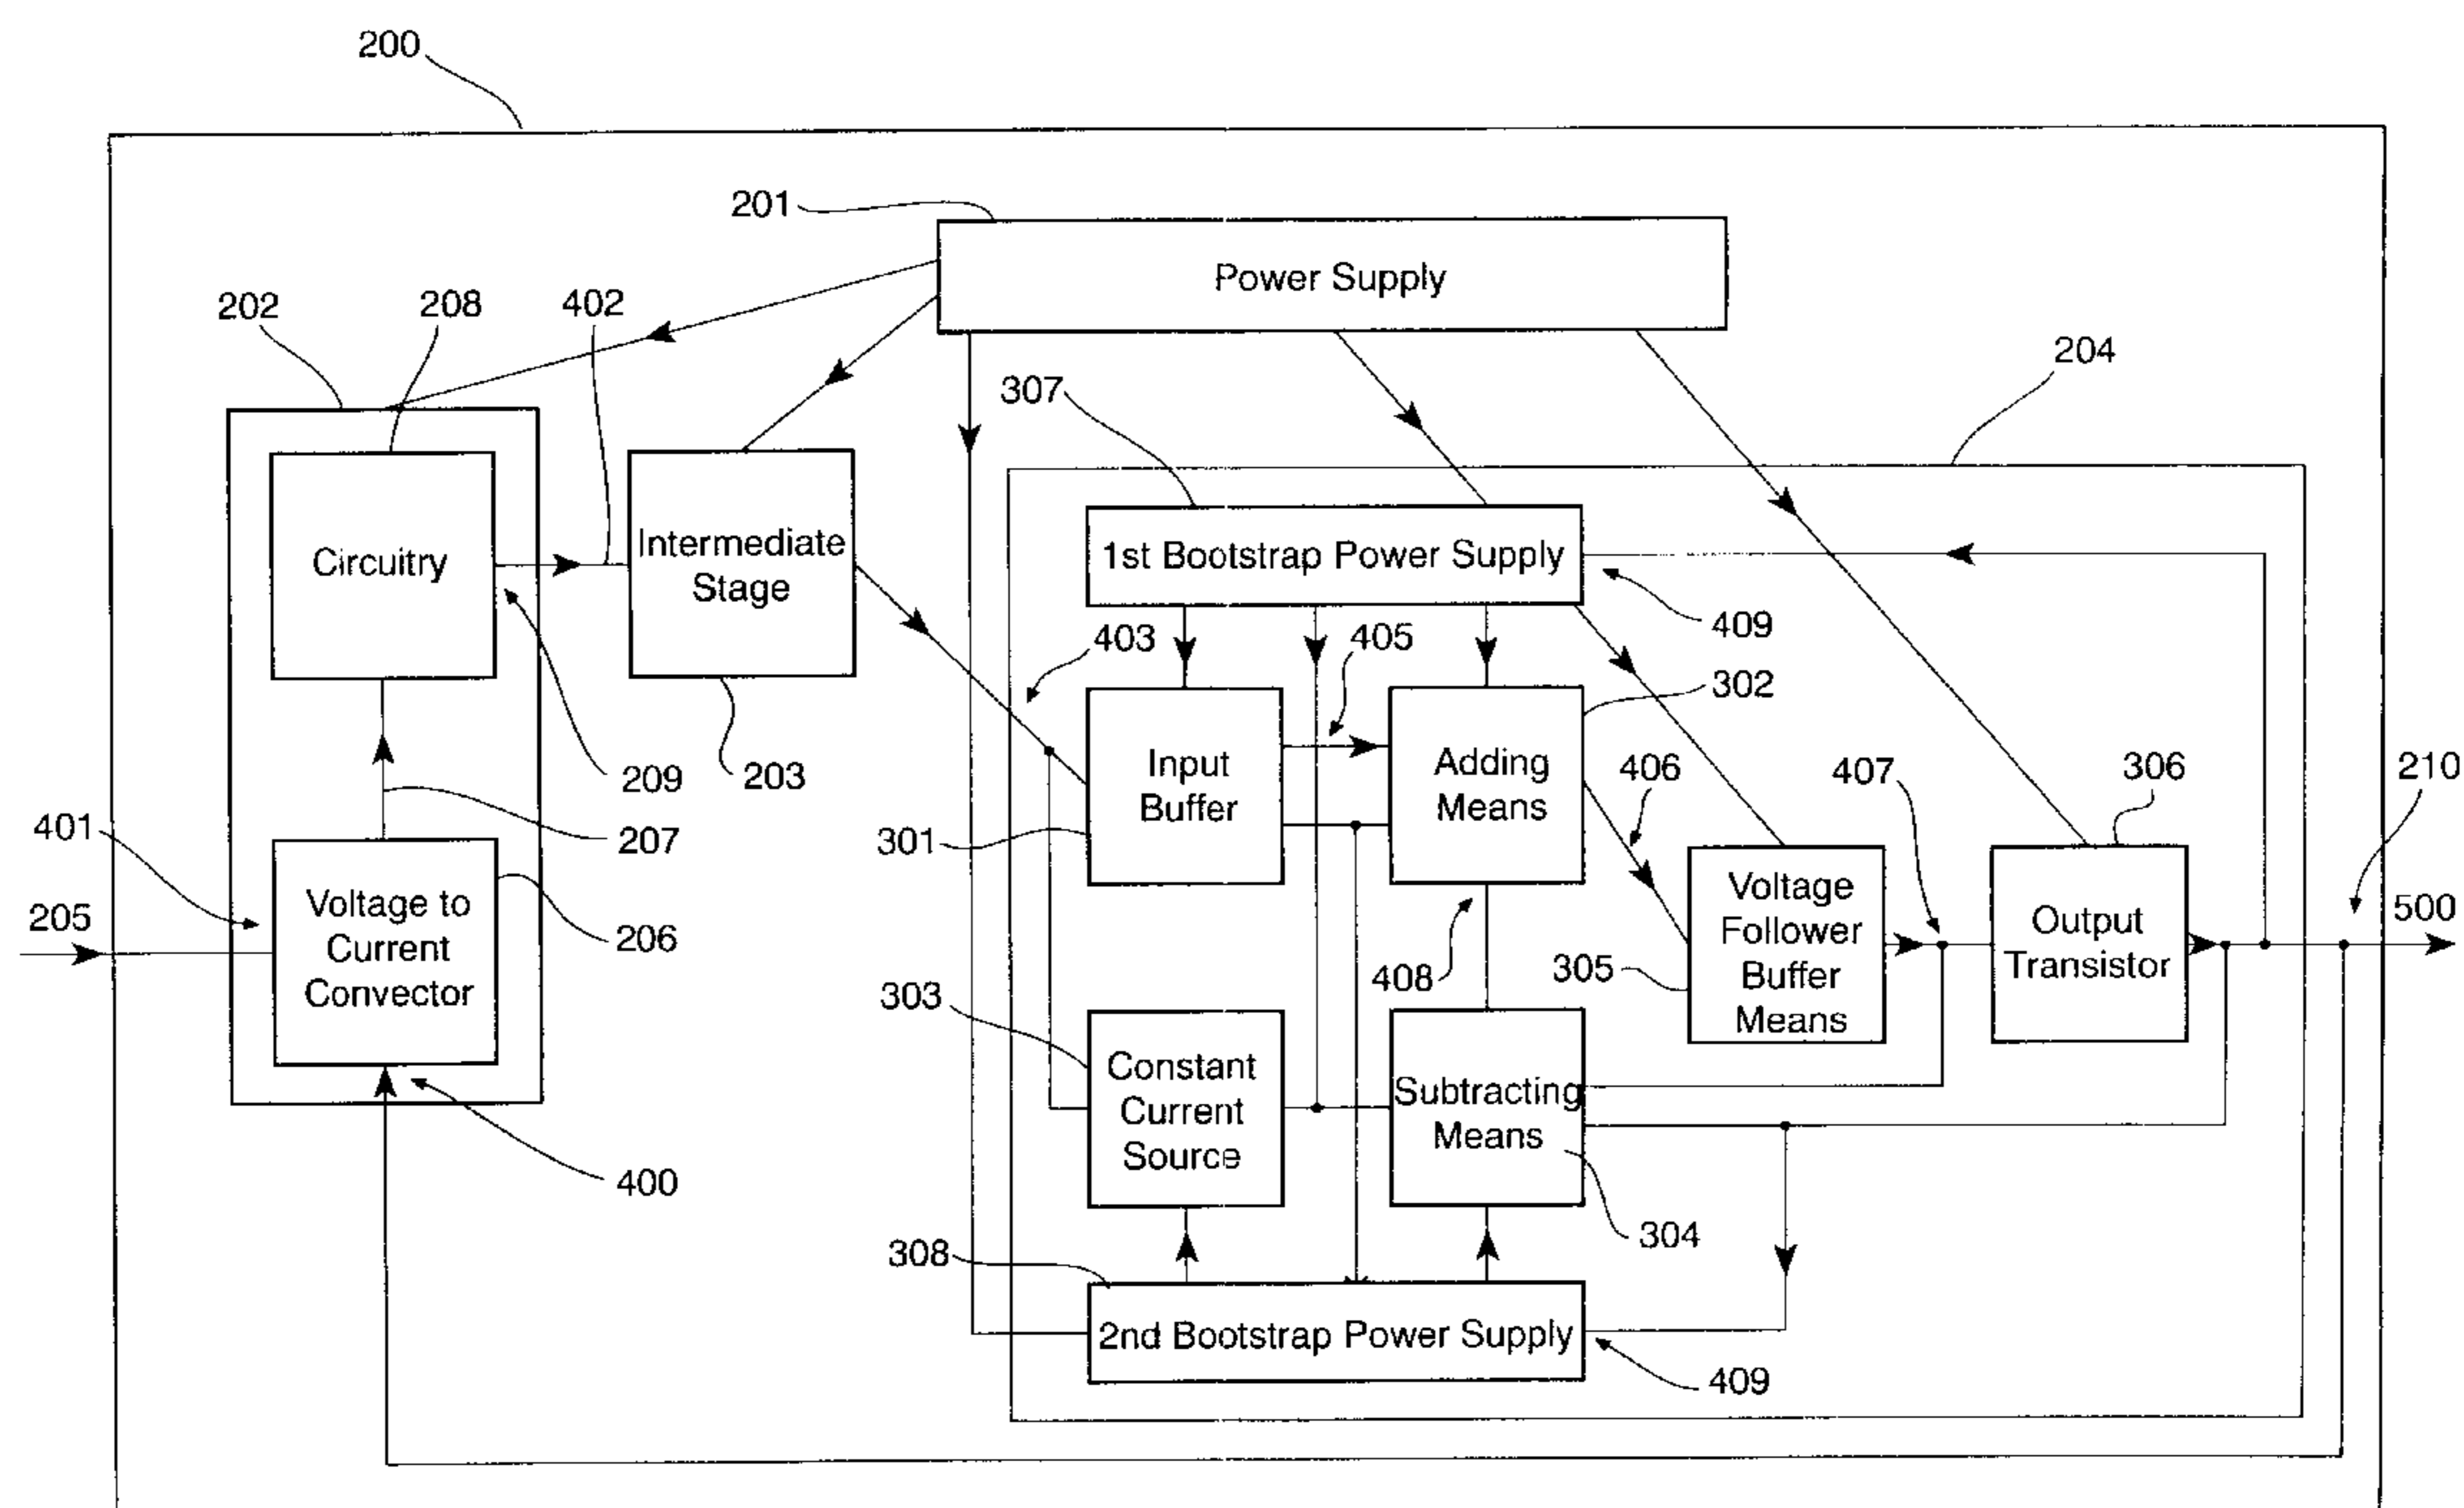 200
201
Power Supply
202
208
402
204
307
Circuitry
Intermediate
Stage
1st Bootstrap Power Supply
409
403
405
302
209
203
Input
Buffer
Adding
Means
406
407
306
210
401
207
301
205
Voltage to
Current
Convector
206
408
305
Voltage
Follower
Buffer
Means
Output
Transistor
500
303
Constant
Current
Source
Subtracting
Means
400
304
308
2nd Bootstrap Power Supply
409